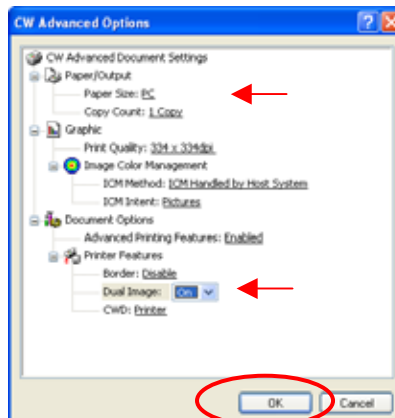 CW Advanced Options
CW Advanced Document Settings
Paper/Output
Paper Size: PC
Copy Count: 1 Copy
Graphic
Print Quality: 334 x 334dpi
Image Color Management
ICM Method: ICM Handled by Host System
ICM Intent: Pictures
Document Options
Advanced Printing Features: Enabled
Printer Features
Border: Disable
Dual Image: On
CWD: Printer
OK
Cancel